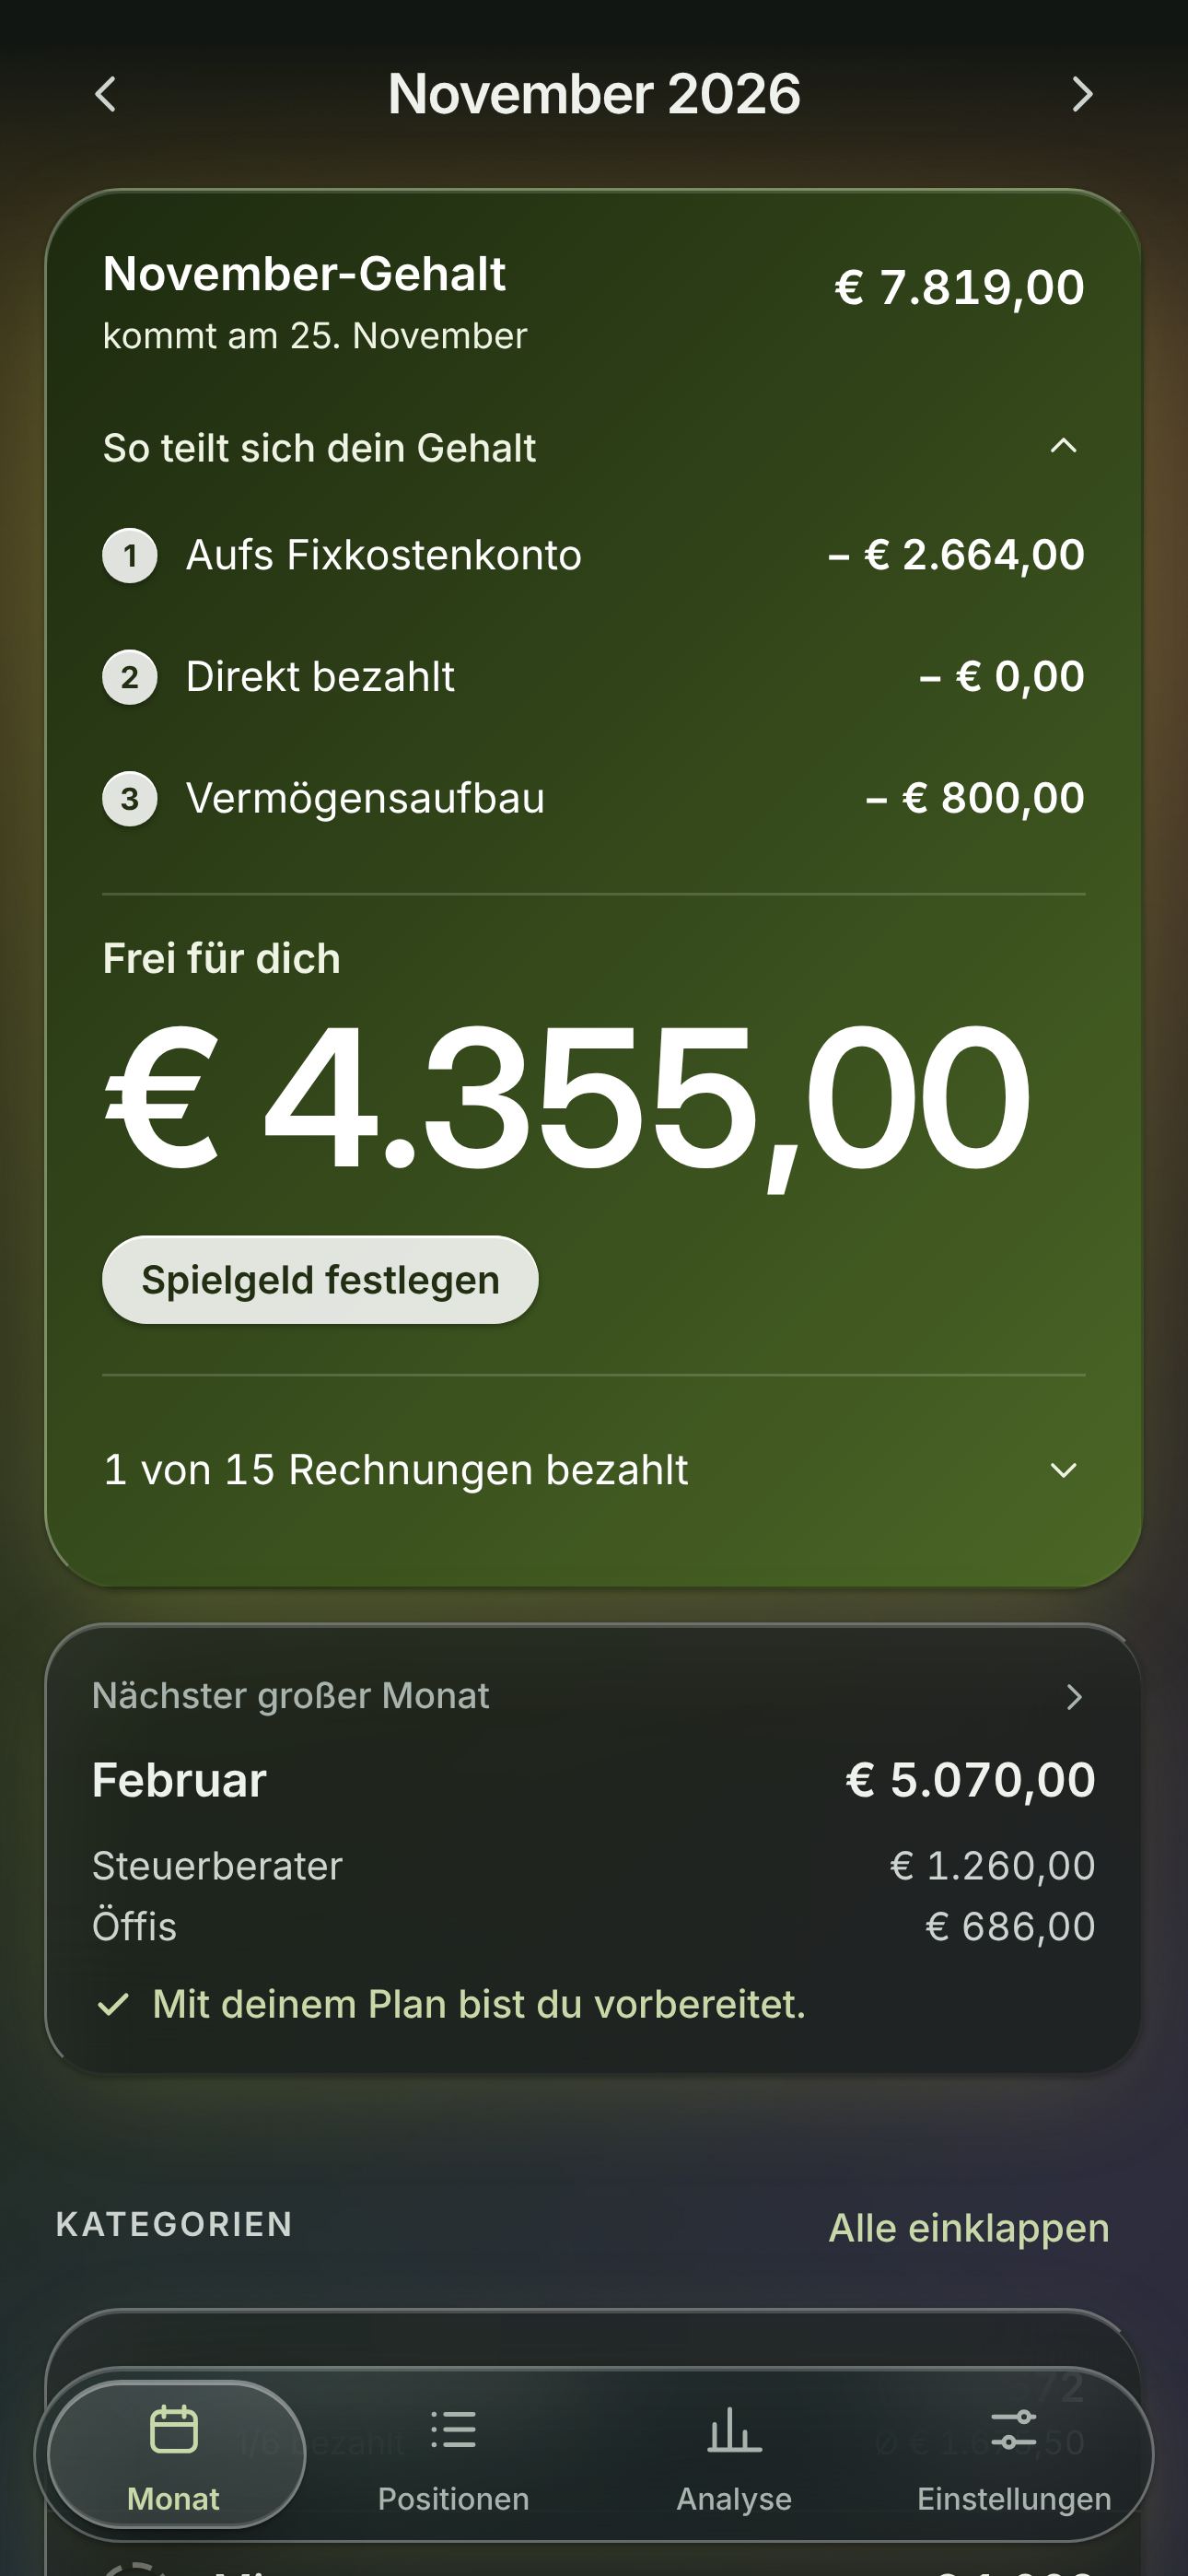 November 2026
November-Gehalt
€ 7.819,00
kommt am 25. November
So teilt sich dein Gehalt
1 Aufs Fixkostenkonto – € 2.664,00
2 Direkt bezahlt – € 0,00
3 Vermögensaufbau – € 800,00
Frei für dich
€ 4.355,00
Spielgeld festlegen
1 von 15 Rechnungen bezahlt
Nächster großer Monat
Februar € 5.070,00
Steuerberater € 1.260,00
Öffis € 686,00
Mit deinem Plan bist du vorbereitet.
KATEGORIEN Alle einklappen
Monat Positionen Analyse Einstellungen